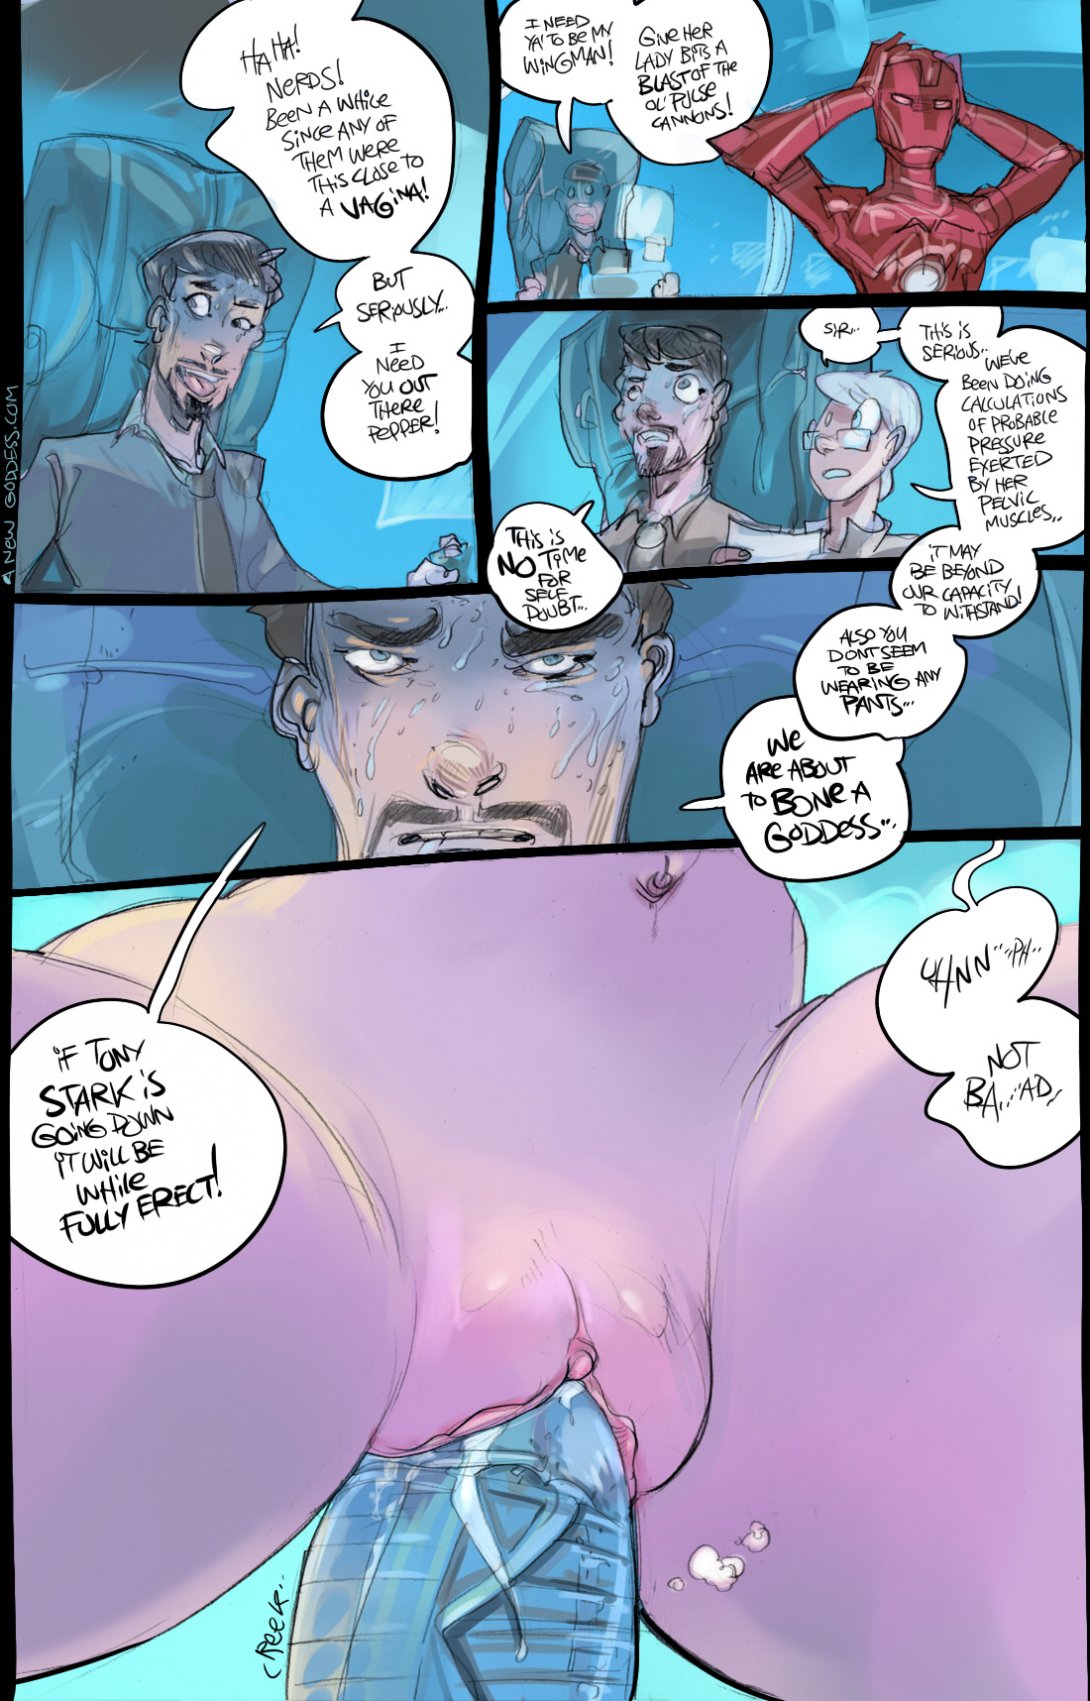 HA HA!
NERDS!
BEEN A WHILE
SINCE ANY OF
THEM WERE
THIS CLOSE TO
A VAGINA!
BUT
SERIOUSLY...
I
NEED
YOU OUT
THERE
PEPPER!
I NEED
YA' TO BE MY
WINGMAN!
GIVE HER
LADY BITS A
BLAST OF THE
OL' PULSE
CANNONS!
SIR...
THIS IS
SERIOUS..
WE'VE
BEEN DOING
CALCULATIONS
OF PROBABLE
PRESSURE
EXERTED
BY HER
PELVIC
MUSCLES...
IT MAY
BE BEYOND
OUR CAPACITY
TO WITHSTAND!
ALSO YOU
DONT SEEM
TO BE
WEARING ANY
PANTS...
THIS IS
NO TIME
FOR
SELF
DOUBT...
WE
ARE ABOUT
TO BONE A
GODDESS...
IF TONY
STARK IS
GOING DOWN
IT WILL BE
WHILE
FULLY ERECT!
UHNN...PH..
NOT
BA...AD..
CREEK..
A NEW GODDESS.COM